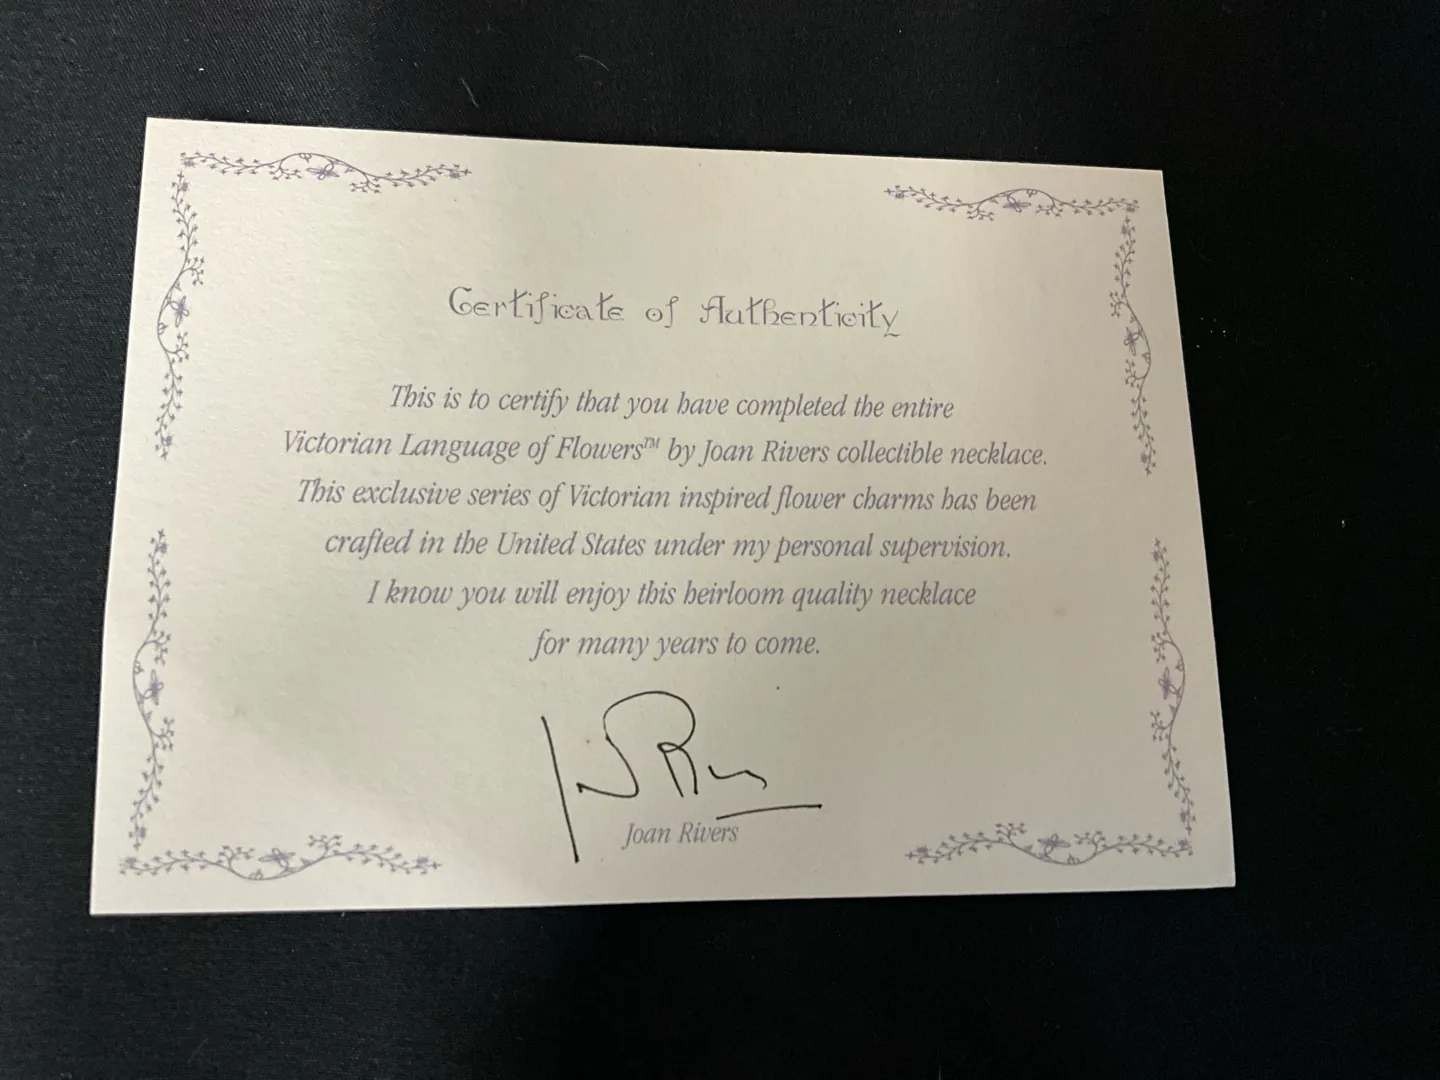 Certificate of Authenticity
This is to certify that you have completed the entire
Victorian Language of Flowers™ by Joan Rivers collectible necklace.
This exclusive series of Victorian inspired flower charms has been
crafted in the United States under my personal supervision.
I know you will enjoy this heirloom quality necklace
for many years to come.
Joan Rivers